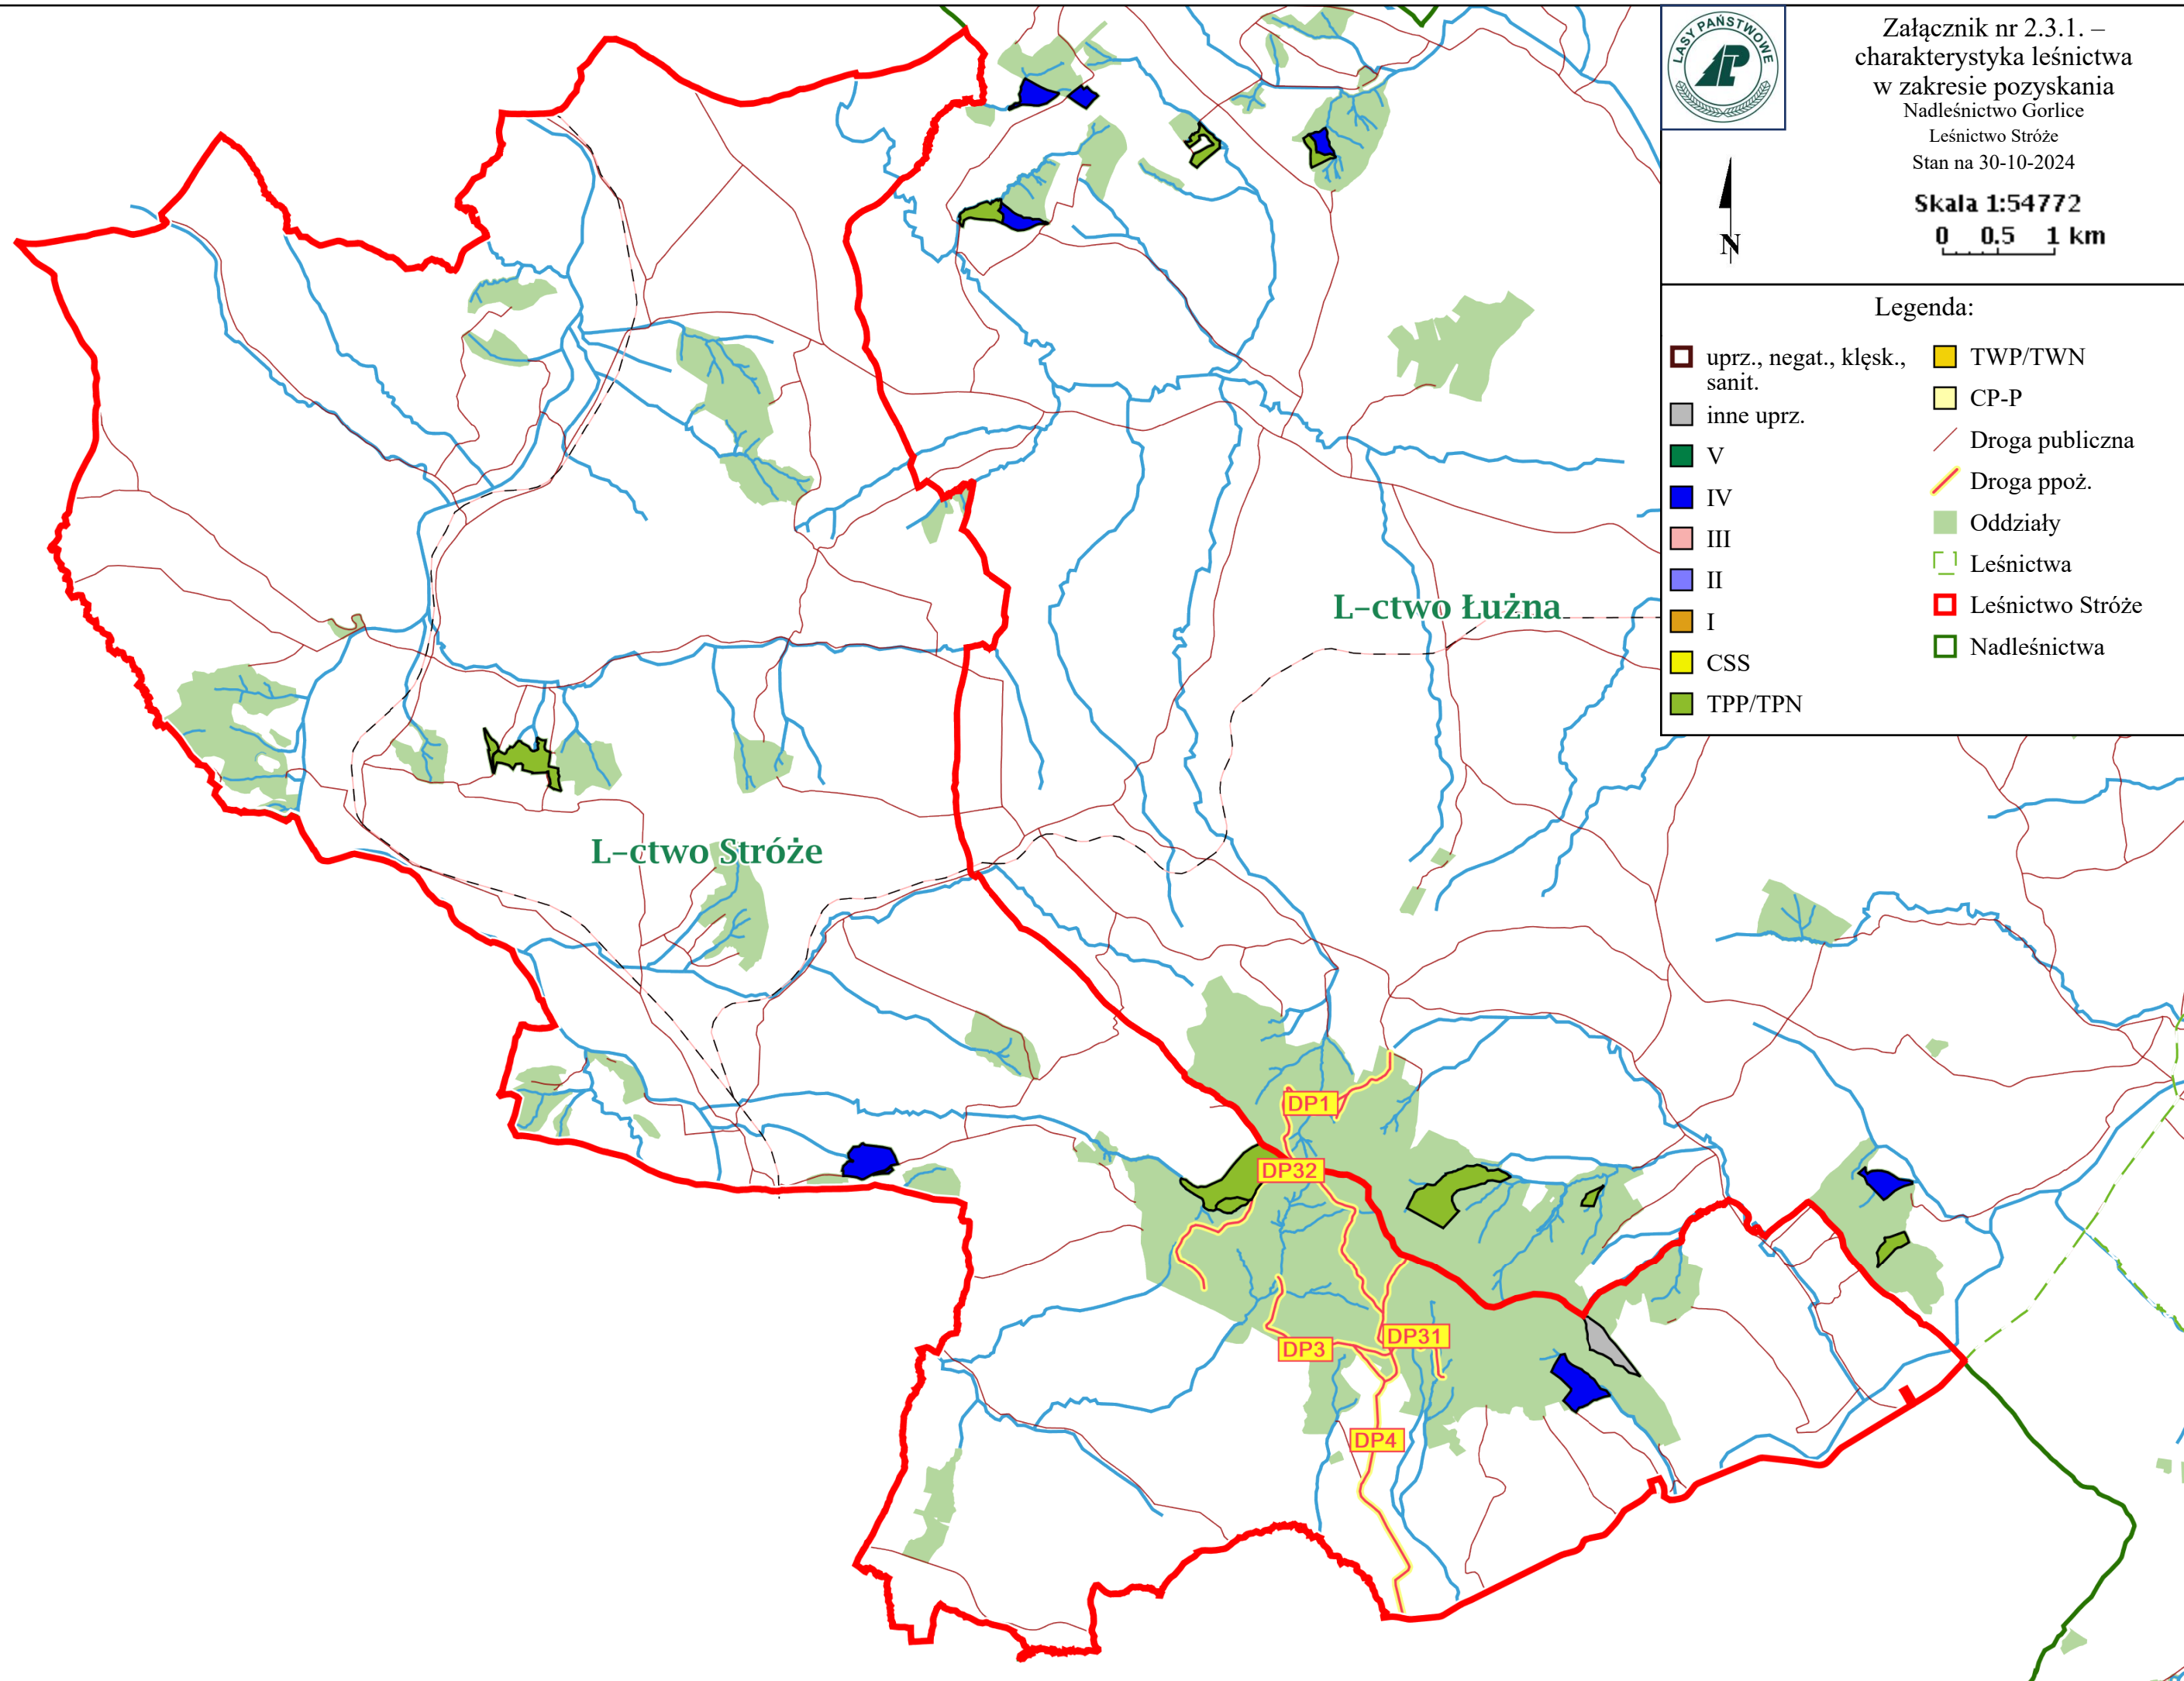 LASY PAŃSTWOWE
Załącznik nr 2.3.1. –
charakterystyka leśnictwa
w zakresie pozyskania
Nadleśnictwo Gorlice
Leśnictwo Stróże
Stan na 30-10-2024
Skala 1:54772
0 0.5 1 km
N
Legenda:
uprz., negat., klęsk.,
sanit.
inne uprz.
V
IV
III
II
I
CSS
TPP/TPN
TWP/TWN
CP-P
Droga publiczna
Droga ppoż.
Oddziały
Leśnictwa
Leśnictwo Stróże
Nadleśnictwa
L–ctwo Łużna
L–ctwo Stróże
DP1
DP32
DP31
DP3
DP4